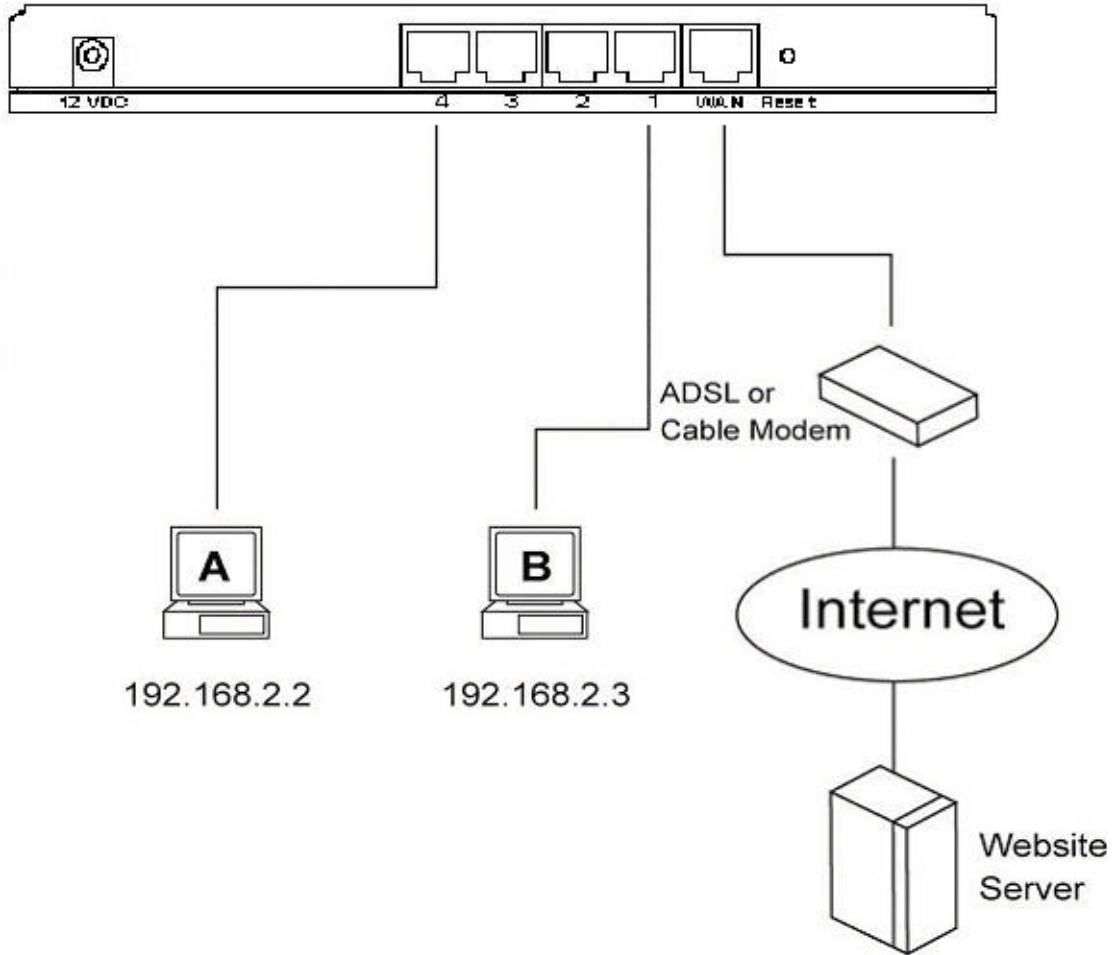 12 VDC 4 3 2 1 WAN Reset
ADSL or
Cable Modem
A
B
Internet
192.168.2.2
192.168.2.3
Website
Server